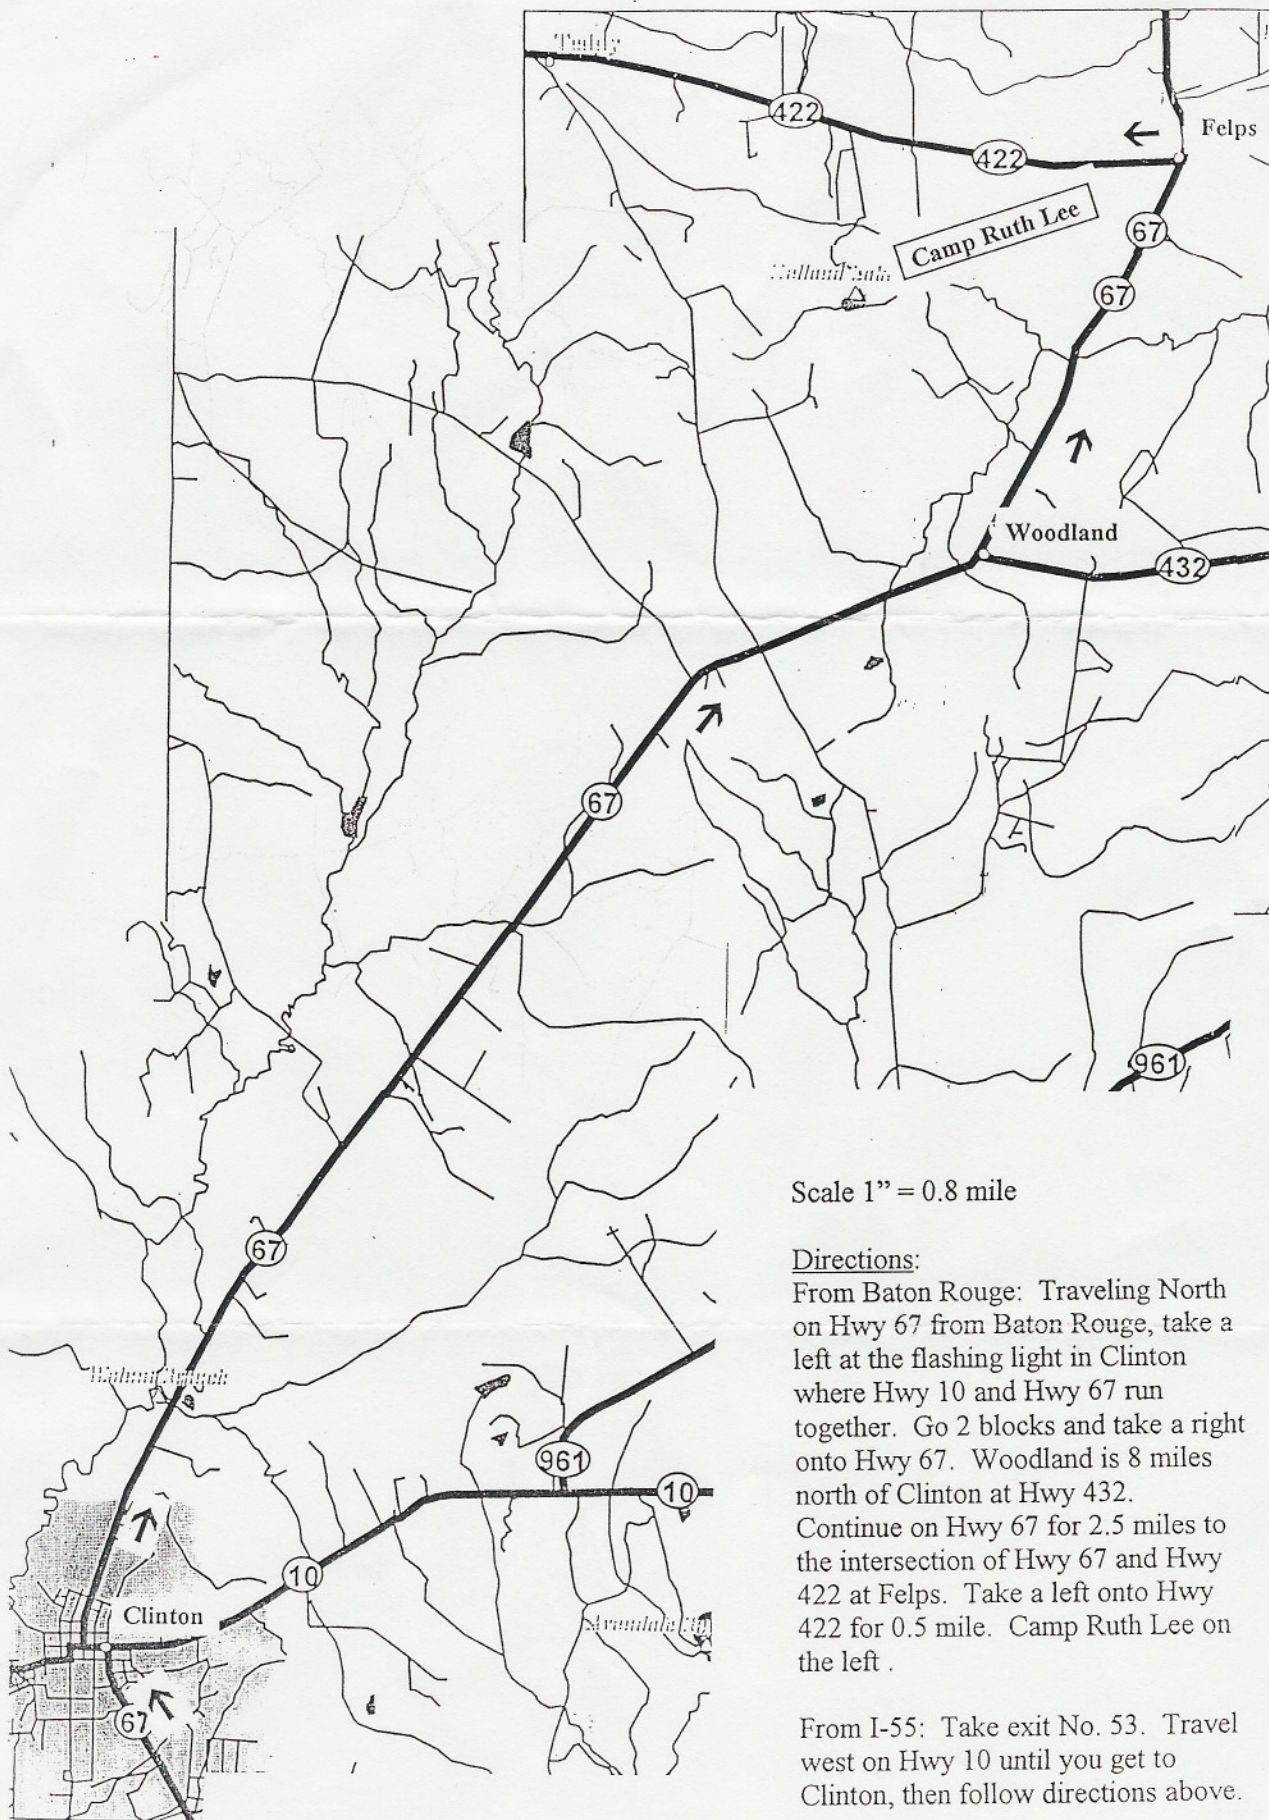 422
Felps
422
67
Camp Ruth Lee
67
Woodland
432
67
961
Scale 1” = 0.8 mile
Directions:
From Baton Rouge: Traveling North
on Hwy 67 from Baton Rouge, take a
left at the flashing light in Clinton
where Hwy 10 and Hwy 67 run
together. Go 2 blocks and take a right
onto Hwy 67. Woodland is 8 miles
north of Clinton at Hwy 432.
Continue on Hwy 67 for 2.5 miles to
the intersection of Hwy 67 and Hwy
422 at Felps. Take a left onto Hwy
422 for 0.5 mile. Camp Ruth Lee on
the left .
From I-55: Take exit No. 53. Travel
west on Hwy 10 until you get to
Clinton, then follow directions above.
67
961
10
10
Clinton
67